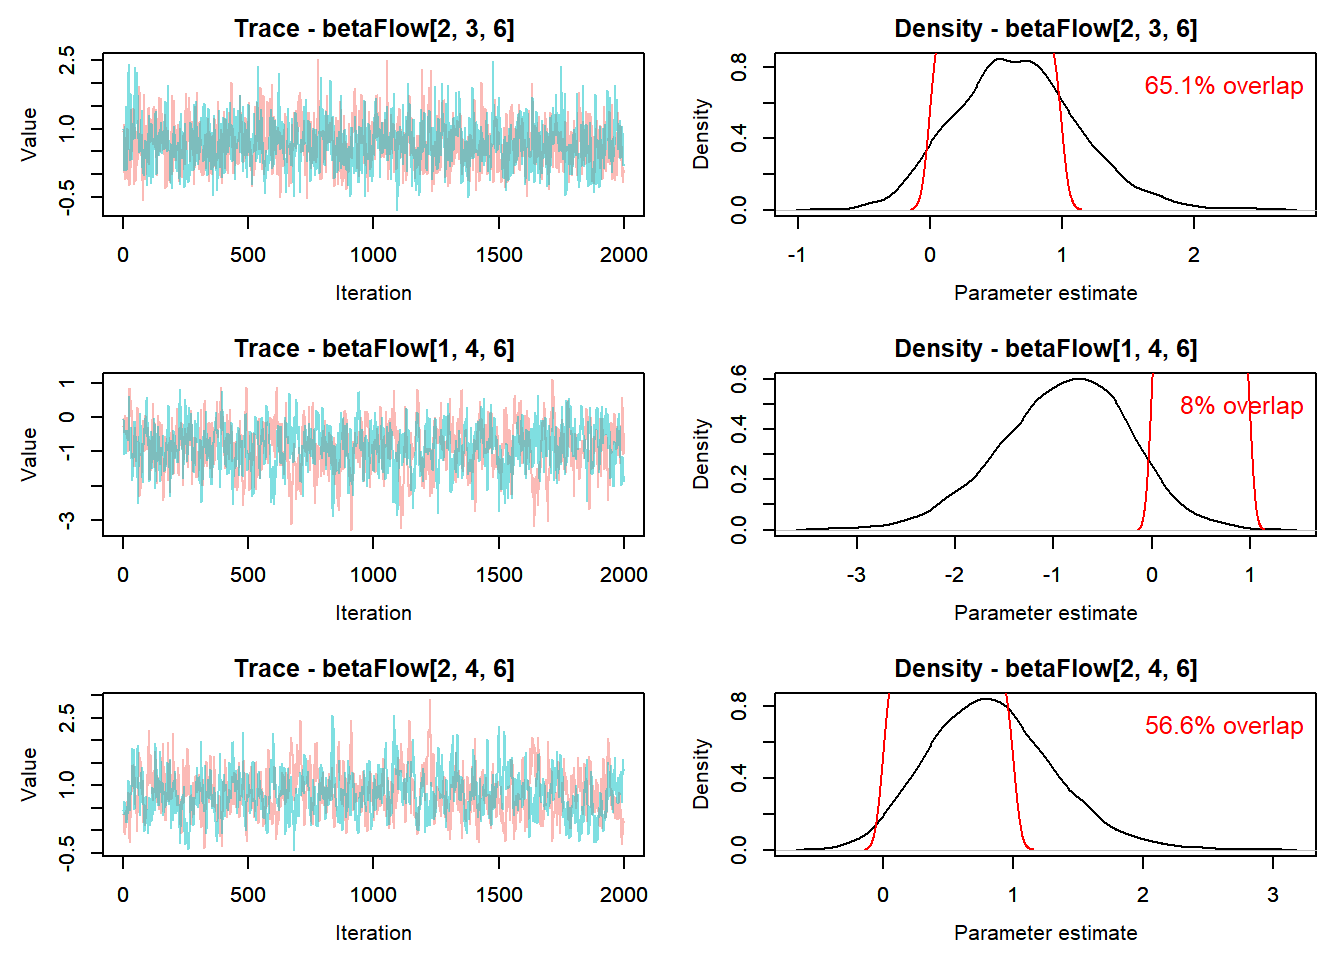 Trace - betaFlow[2, 3, 6]
Value
2.5
1.0
-0.5
0 500 1000 1500 2000
Iteration
Density - betaFlow[2, 3, 6]
65.1% overlap
Density
0.8
0.4
0.0
-1 0 1 2
Parameter estimate
Trace - betaFlow[1, 4, 6]
Value
1
0
-1
-3
0 500 1000 1500 2000
Iteration
Density - betaFlow[1, 4, 6]
8% overlap
Density
0.6
0.4
0.2
0.0
-3 -2 -1 0 1
Parameter estimate
Trace - betaFlow[2, 4, 6]
Value
2.5
1.0
-0.5
0 500 1000 1500 2000
Iteration
Density - betaFlow[2, 4, 6]
56.6% overlap
Density
0.8
0.4
0.0
0 1 2 3
Parameter estimate